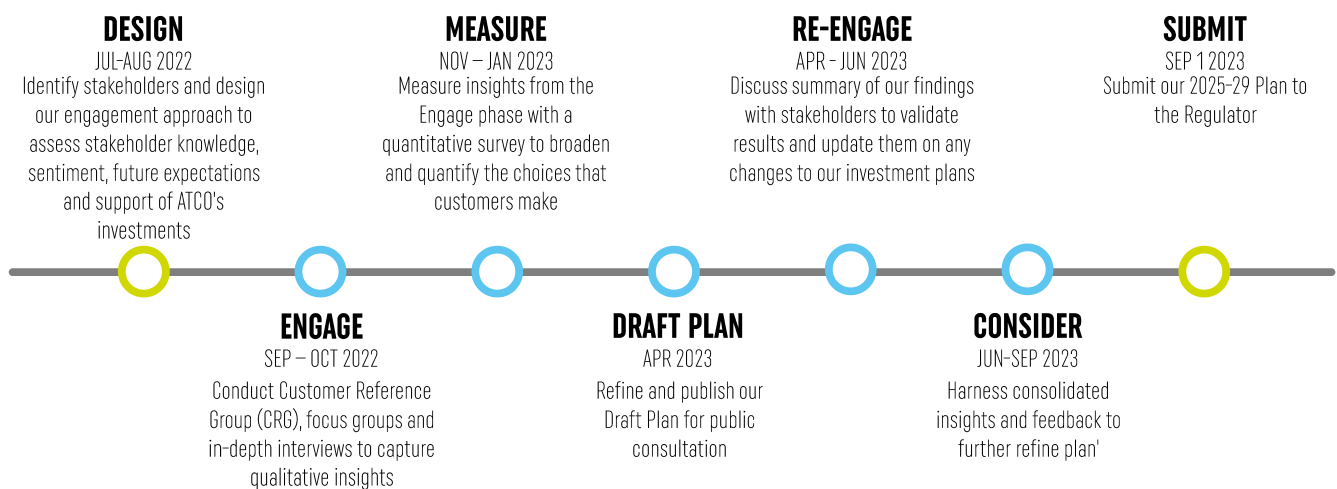 DESIGN
JUL-AUG 2022
Identify stakeholders and design
our engagement approach to
assess stakeholder knowledge,
sentiment, future expectations
and support of ATCO's
investments
ENGAGE
SEP – OCT 2022
Conduct Customer Reference
Group (CRG), focus groups and
in-depth interviews to capture
qualitative insights
MEASURE
NOV – JAN 2023
Measure insights from the
Engage phase with a
quantitative survey to broaden
and quantify the choices that
customers make
DRAFT PLAN
APR 2023
Refine and publish our
Draft Plan for public
consultation
RE-ENGAGE
APR - JUN 2023
Discuss summary of our findings
with stakeholders to validate
results and update them on any
changes to our investment plans
CONSIDER
JUN-SEP 2023
Harness consolidated
insights and feedback to
further refine plan'
SUBMIT
SEP 1 2023
Submit our 2025-29 Plan to
the Regulator